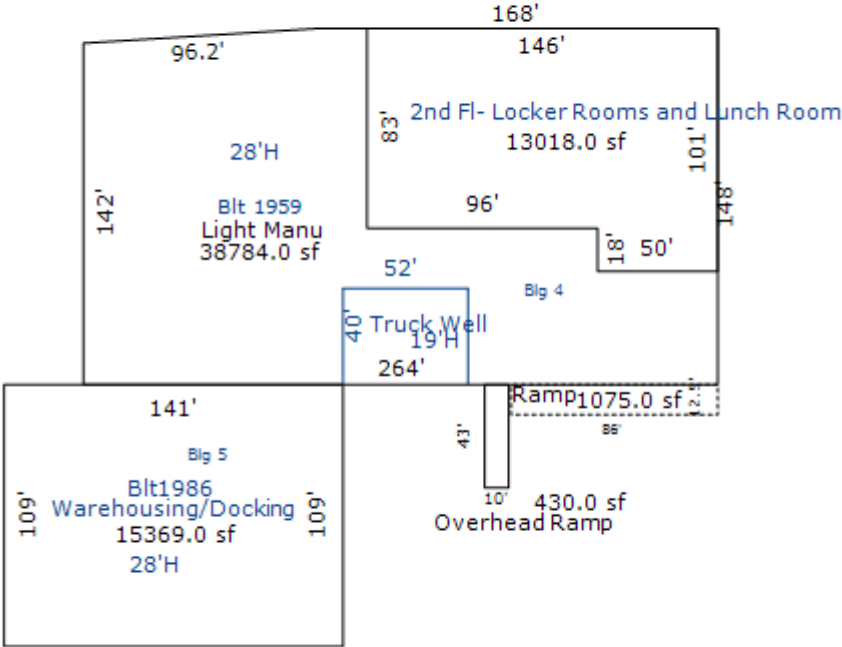 168'
96.2'
146'
2nd Fl- Locker Rooms and Lunch Room
83'
13018.0 sf
101'
28'H
148'
142'
Blt 1959
96'
Light Manu
38784.0 sf
18'
50'
52'
Blg 4
40'
Truck Well
19'H
264'
Ramp
1075.0 sf
12.5'
141'
86'
43'
Blg 5
Blt1986
109'
Warehousing/Docking
109'
10'
430.0 sf
15369.0 sf
Overhead Ramp
28'H